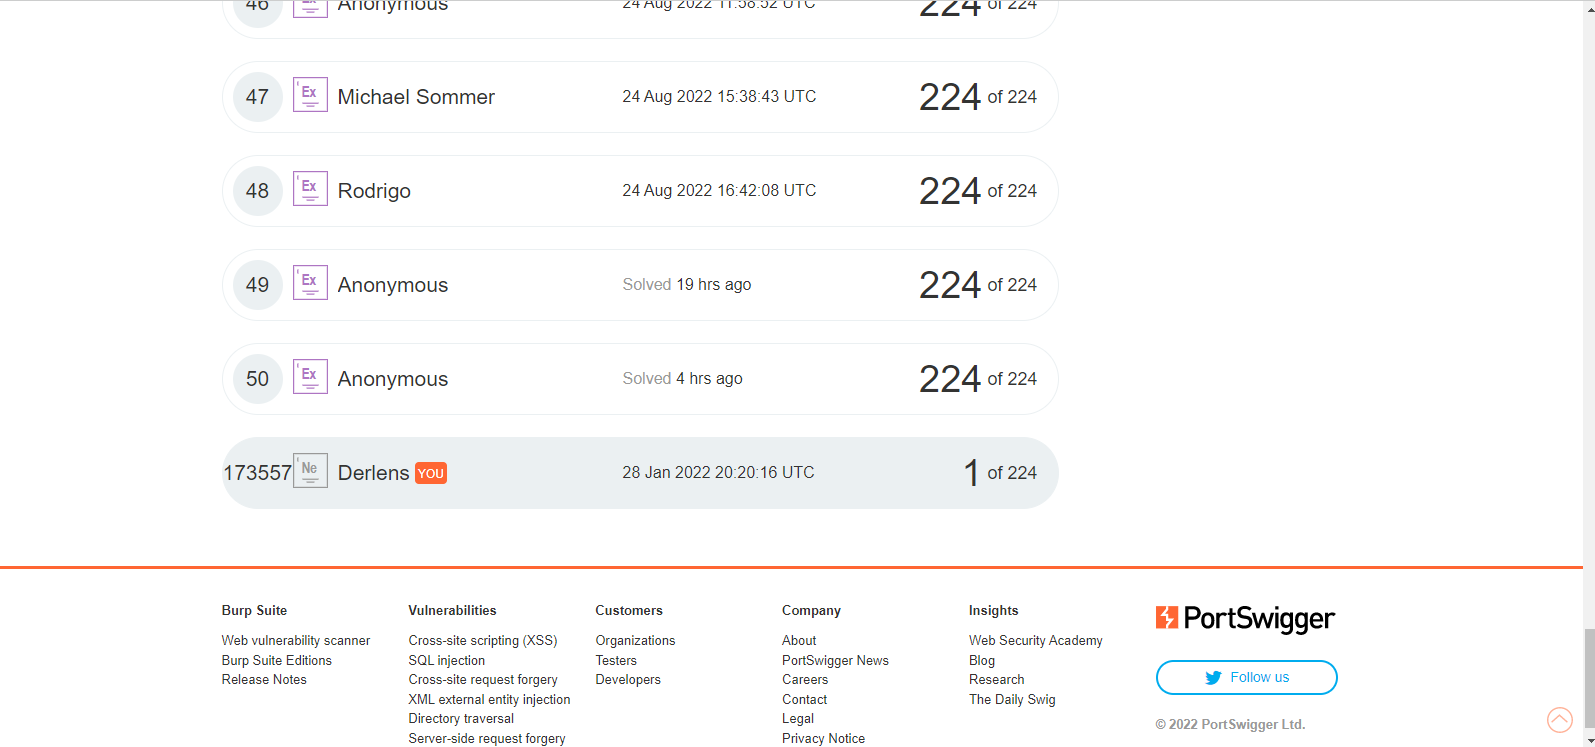 46 Ex Anonymous 24 Aug 2022 11:58:52 UTC 224 of 224
47 Ex Michael Sommer 24 Aug 2022 15:38:43 UTC 224 of 224
48 Ex Rodrigo 24 Aug 2022 16:42:08 UTC 224 of 224
49 Ex Anonymous Solved 19 hrs ago 224 of 224
50 Ex Anonymous Solved 4 hrs ago 224 of 224
173557 Ne Derlens YOU 28 Jan 2022 20:20:16 UTC 1 of 224
Burp Suite
Web vulnerability scanner
Burp Suite Editions
Release Notes
Vulnerabilities
Cross-site scripting (XSS)
SQL injection
Cross-site request forgery
XML external entity injection
Directory traversal
Server-side request forgery
Customers
Organizations
Testers
Developers
Company
About
PortSwigger News
Careers
Contact
Legal
Privacy Notice
Insights
Web Security Academy
Blog
Research
The Daily Swig
PortSwigger
Follow us
© 2022 PortSwigger Ltd.